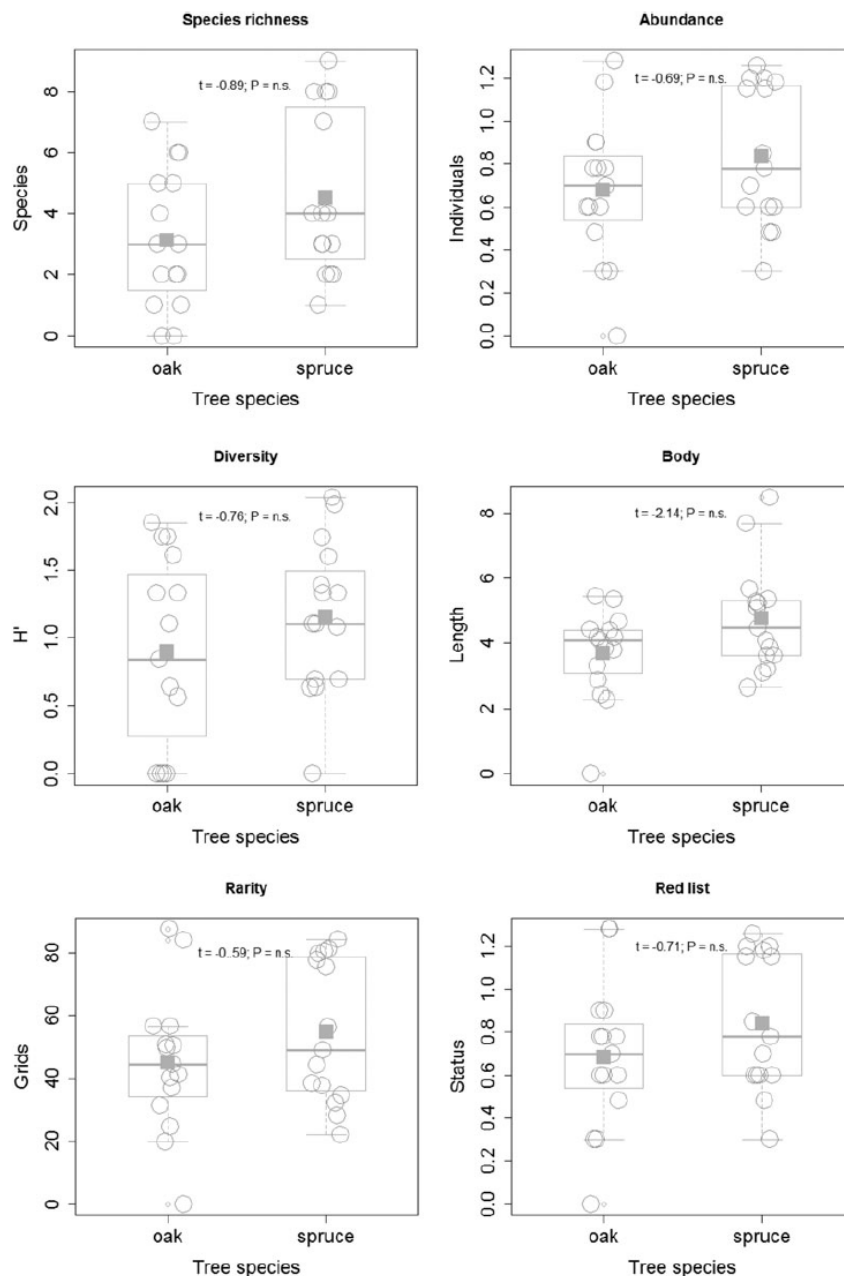 Species richness
t = -0.89; P = n.s.
Species
8
6
4
2
0
oak
spruce
Tree species
Abundance
t = -0.69; P = n.s.
Individuals
1.2
1.0
0.8
0.6
0.4
0.2
0.0
oak
spruce
Tree species
Diversity
t = -0.76; P = n.s.
H'
2.0
1.5
1.0
0.5
0.0
oak
spruce
Tree species
Body
t = -2.14; P = n.s.
Length
8
6
4
2
0
oak
spruce
Tree species
Rarity
t = -0.59; P = n.s.
Grids
80
60
40
20
0
oak
spruce
Tree species
Red list
t = -0.71; P = n.s.
Status
1.2
1.0
0.8
0.6
0.4
0.2
0.0
oak
spruce
Tree species